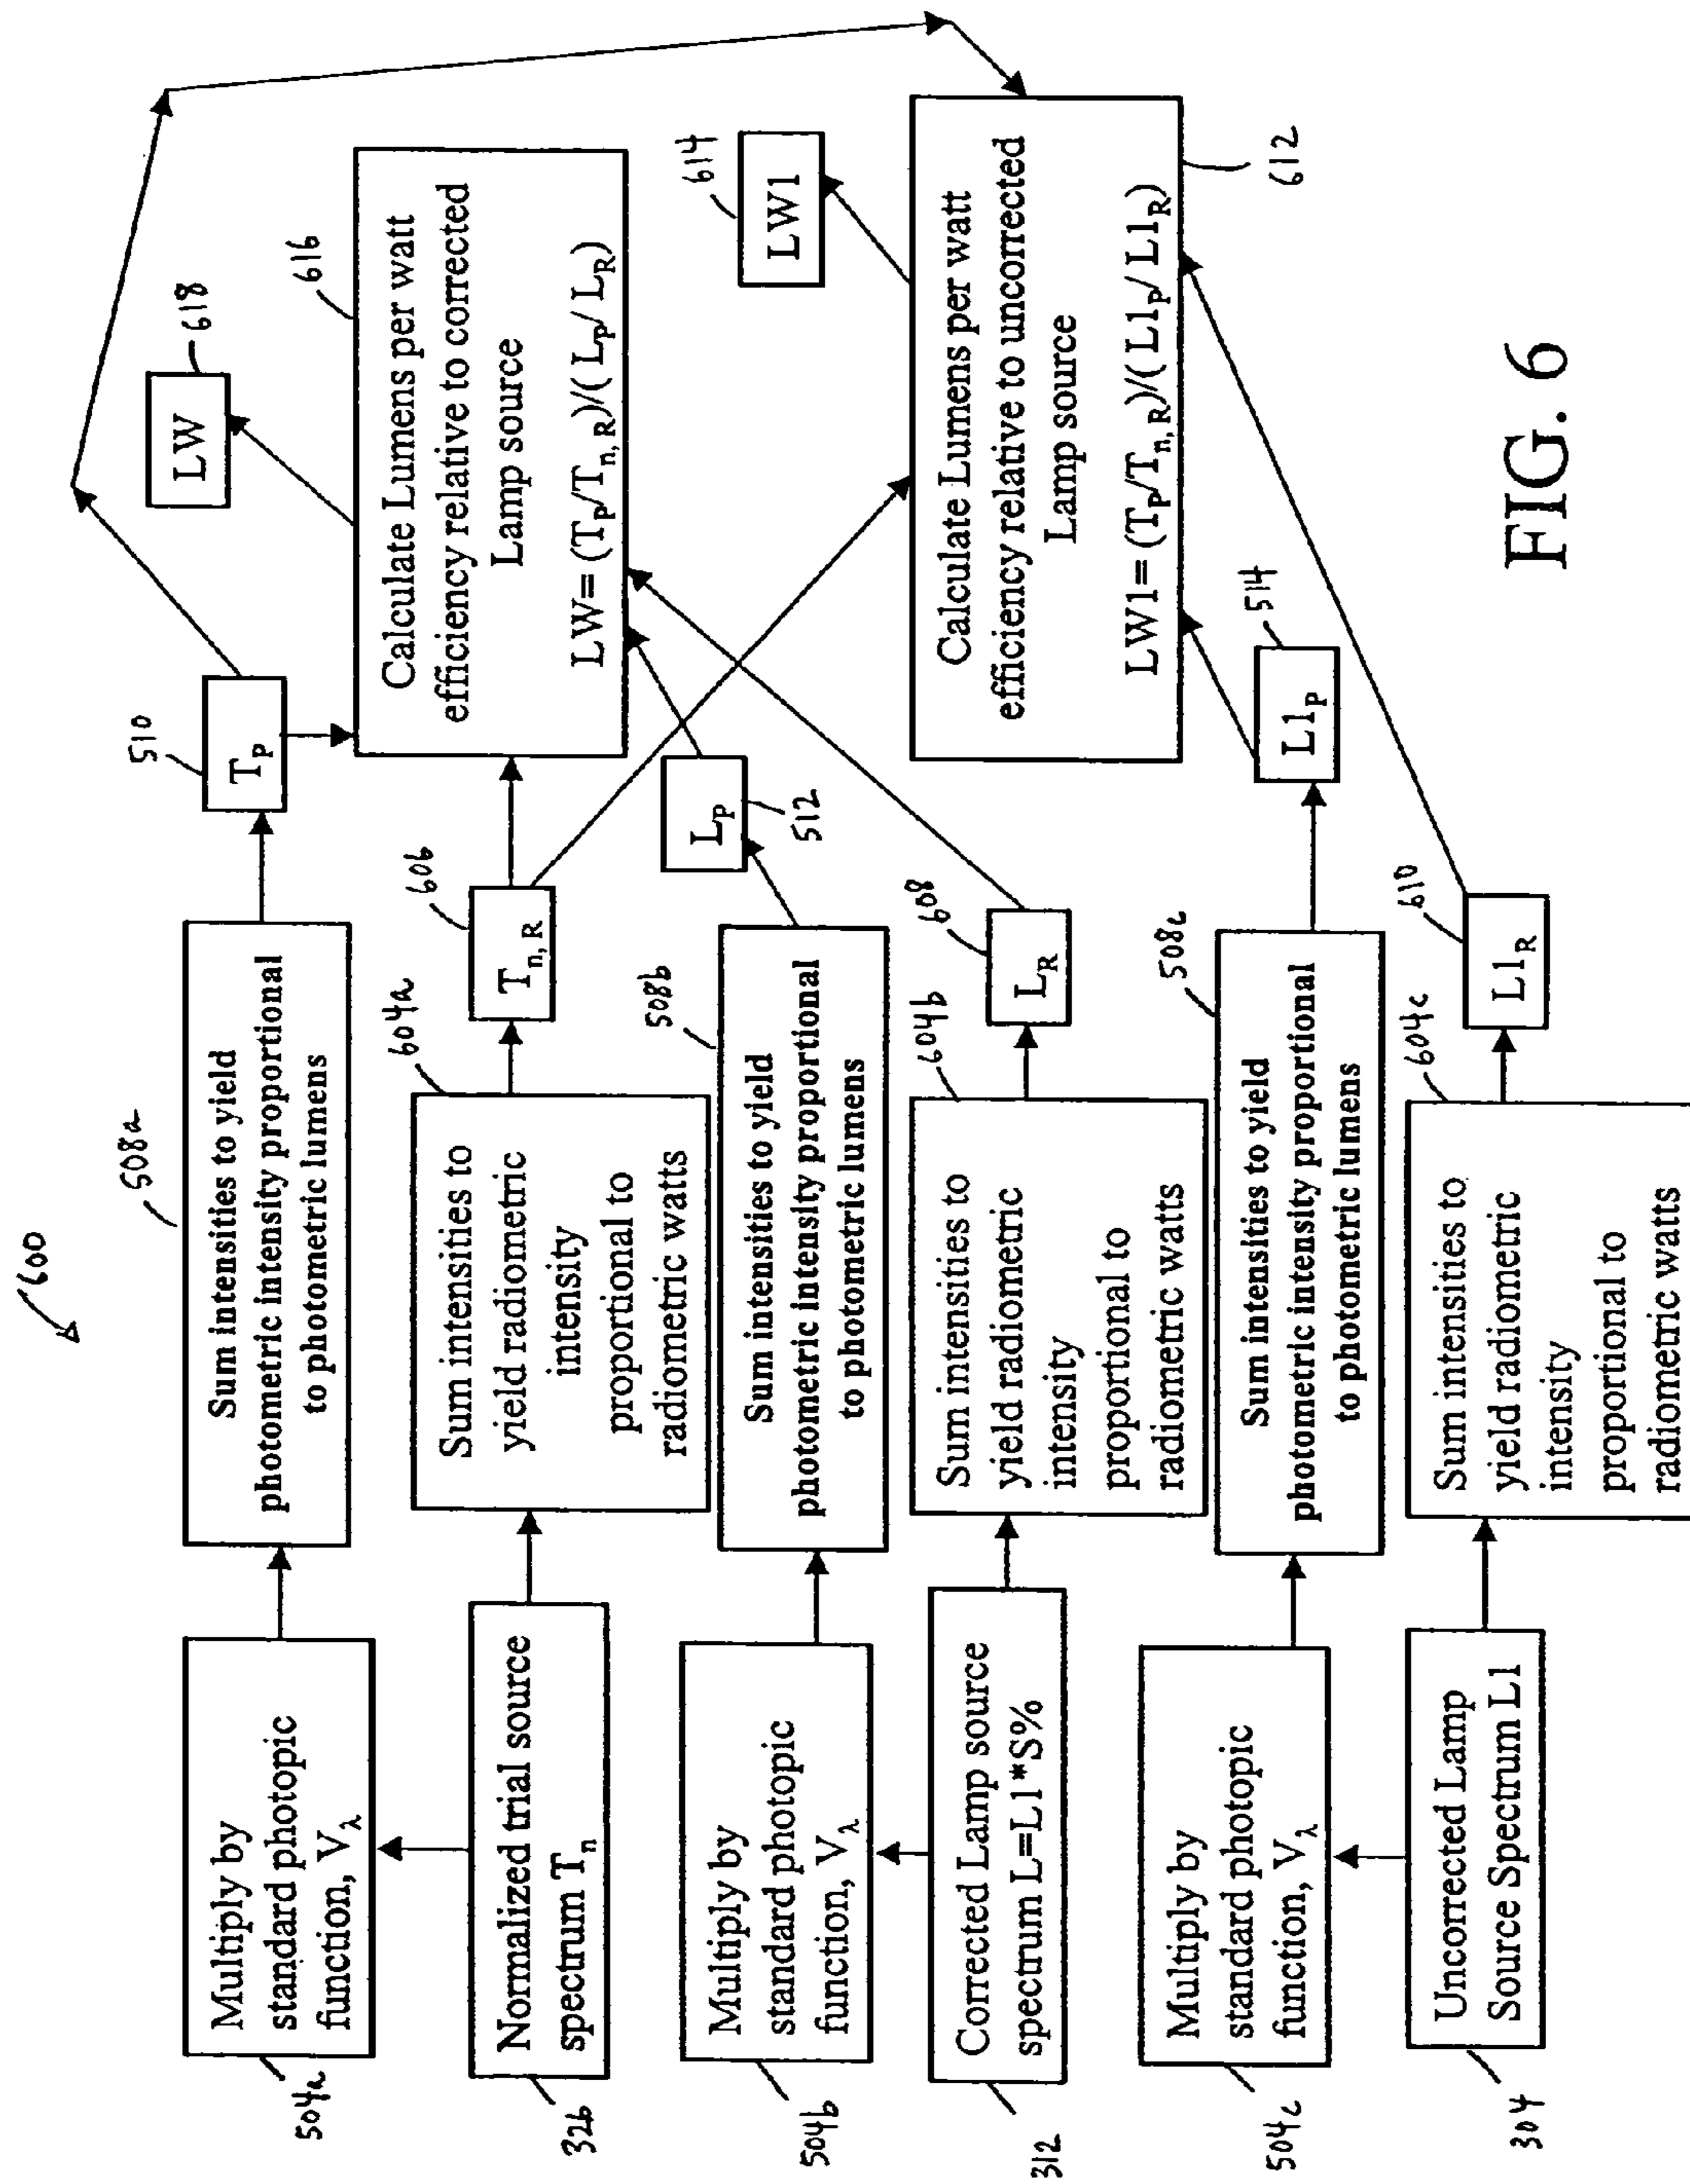 600
504a
Multiply by
standard photopic
function, Vλ
508a
Sum intensities to yield
photometric intensity proportional
to photometric lumens
510
TP
618
LW
326
Normalized trial source
spectrum Tn
604a
Sum intensities to
yield radiometric
intensity
proportional to
radiometric watts
606
Tn, R
616
Calculate Lumens per watt
efficiency relative to corrected
Lamp source
LW=(TP/Tn, R)/( LP/ LR)
504b
Multiply by
standard photopic
function, Vλ
508b
Sum intensities to yield
photometric intensity proportional
to photometric lumens
LP
512
614
LW1
312
Corrected Lamp source
spectrum L=L1*S%
604b
Sum intensities to
yield radiometric
intensity
proportional to
radiometric watts
608
LR
Calculate Lumens per watt
efficiency relative to uncorrected
Lamp source
LW1=(TP/Tn, R)/(L1P/ L1R)
612
504c
Multiply by
standard photopic
function, Vλ
508c
Sum intensities to yield
photometric intensity proportional
to photometric lumens
L1P
514
304
Uncorrected Lamp
Source Spectrum L1
604c
Sum intensities to
yield radiometric
intensity
proportional to
radiometric watts
610
L1R
FIG. 6